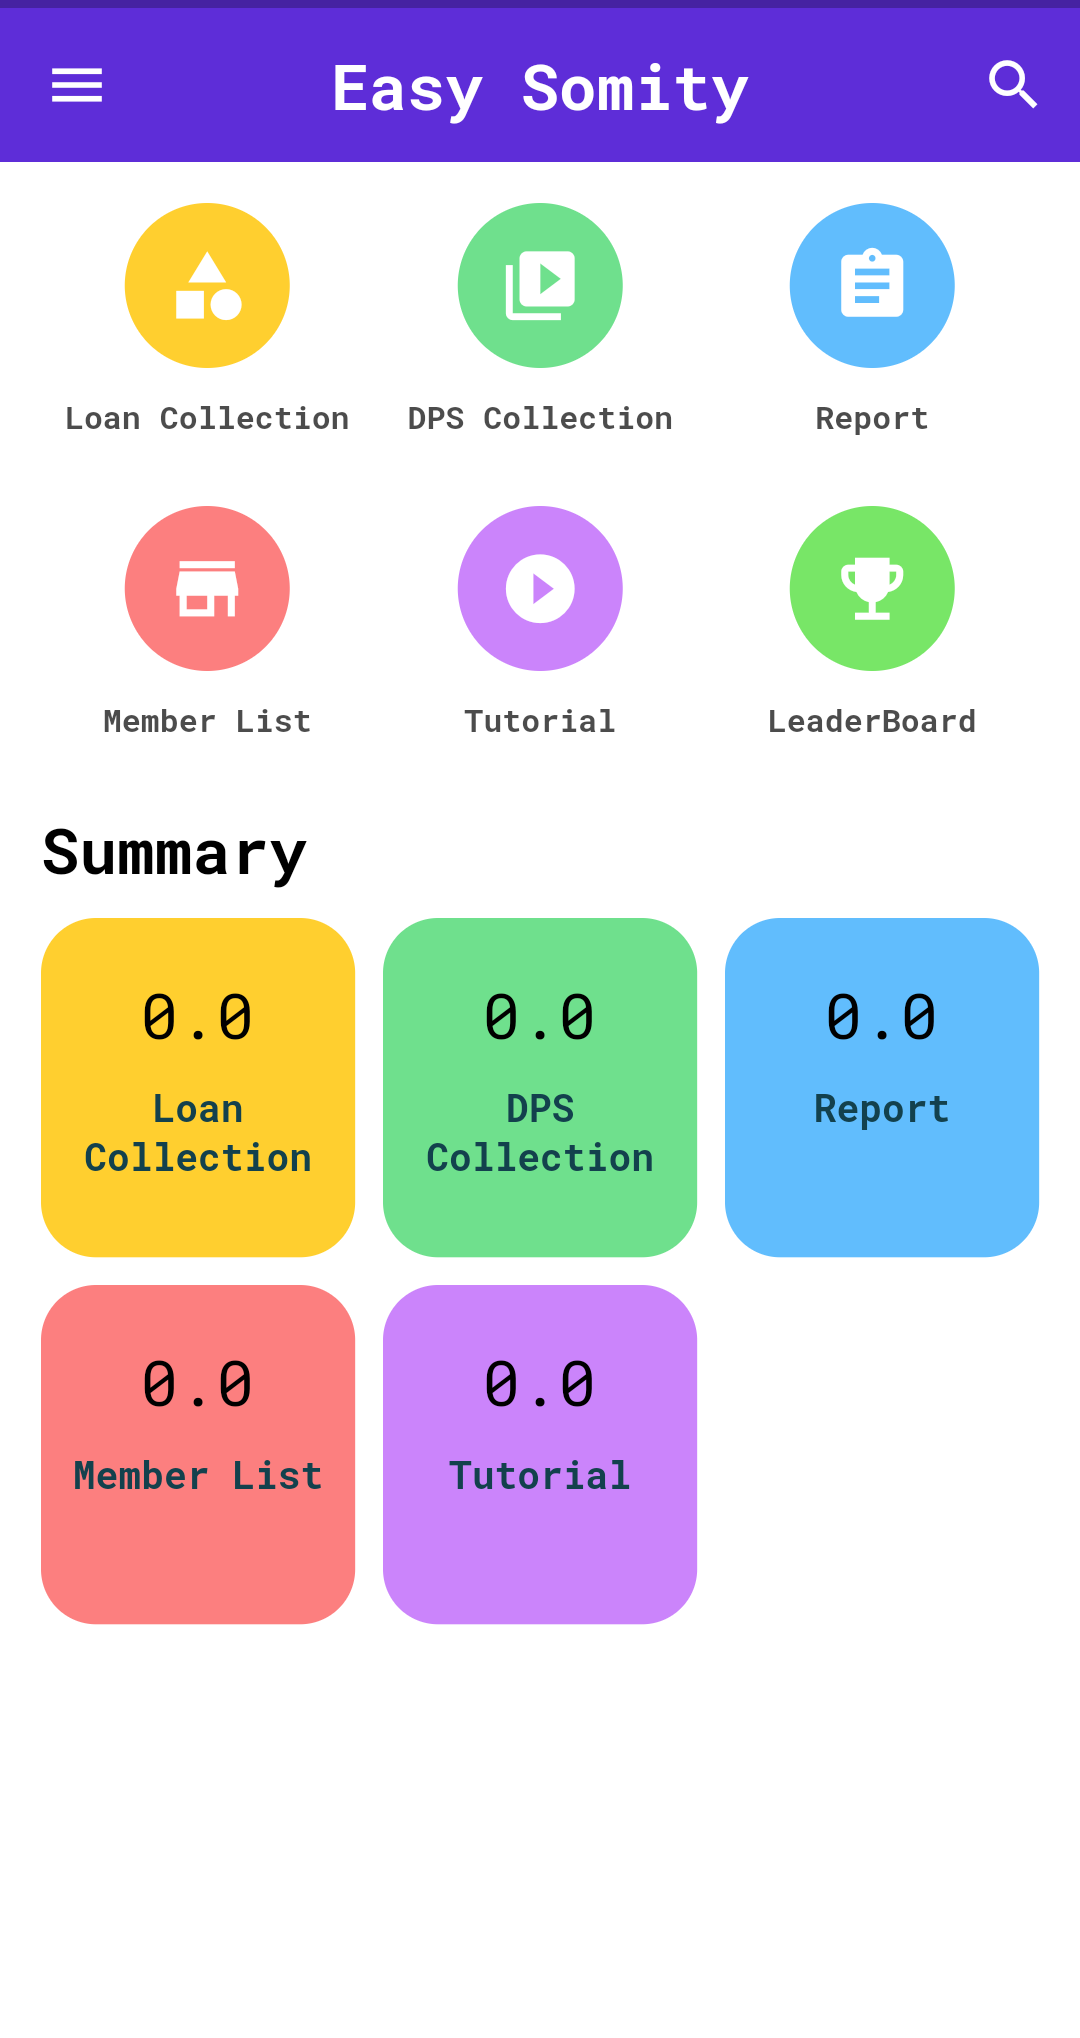 Easy Somity
Loan Collection
DPS Collection
Report
Member List
Tutorial
LeaderBoard
Summary
0.0
Loan
Collection
0.0
DPS
Collection
0.0
Report
0.0
Member List
0.0
Tutorial